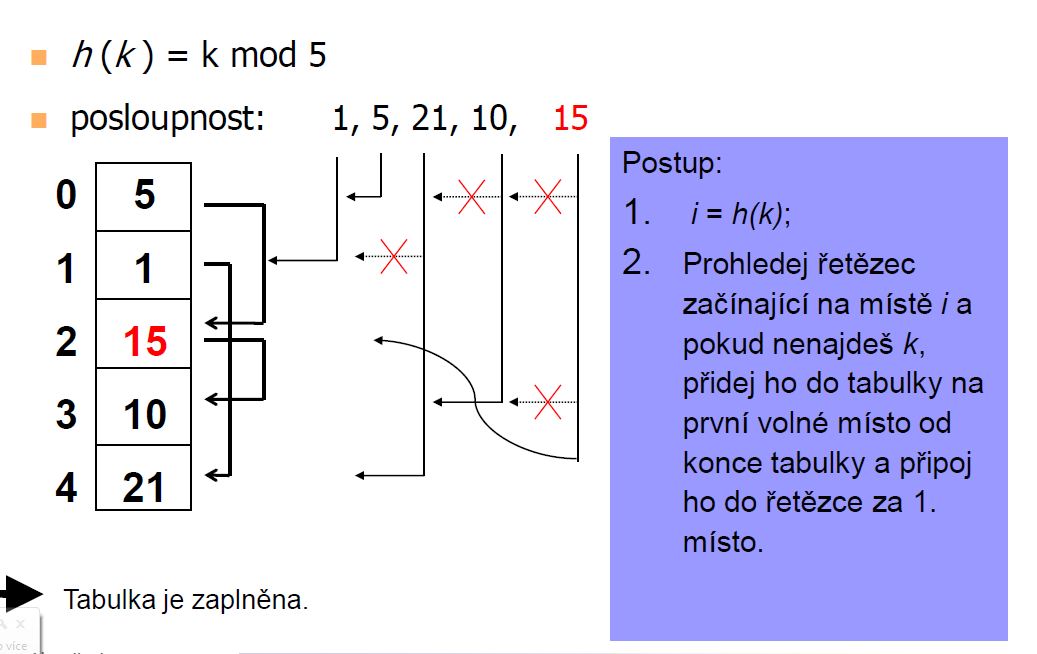 h (k ) = k mod 5
posloupnost: 1, 5, 21, 10, 15
0 5
1 1
2 15
3 10
4 21
Postup:
1. i = h(k);
2. Prohledej řetězec
začínající na místě i a
pokud nenajdeš k,
přidej ho do tabulky na
první volné místo od
konce tabulky a připoj
ho do řetězce za 1.
místo.
Tabulka je zaplněna.
více